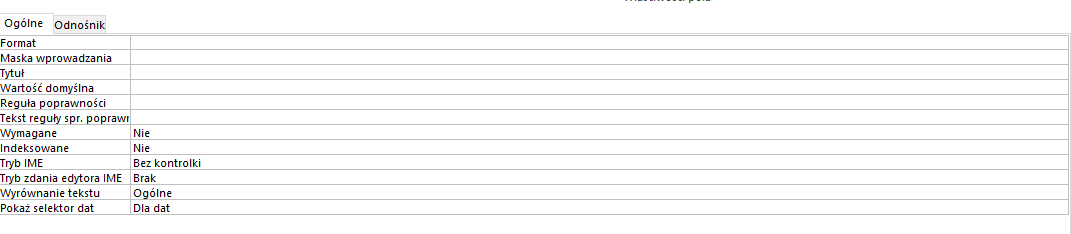 Ogólne Odnośnik
Format
Maska wprowadzania
Tytuł
Wartość domyślna
Reguła poprawności
Tekst reguły spr. poprawn
Wymagane Nie
Indeksowane Nie
Tryb IME Bez kontrolki
Tryb zdania edytora IME Brak
Wyrównanie tekstu Ogólne
Pokaż selektor dat Dla dat